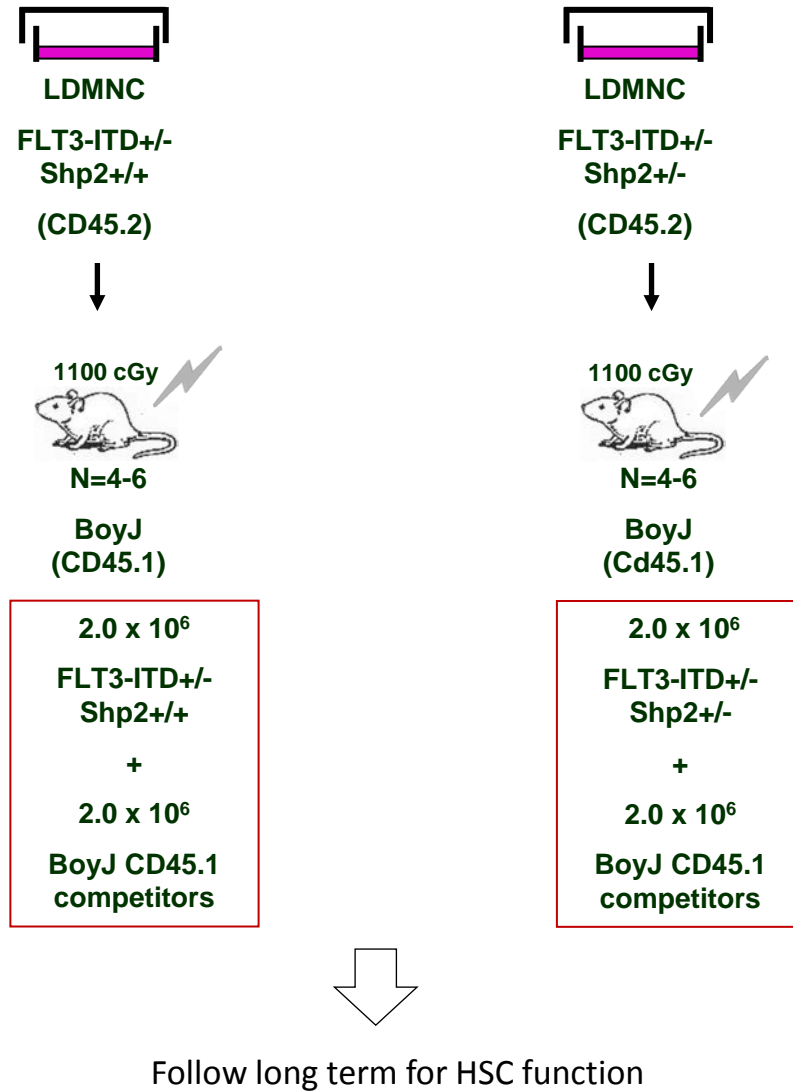 LDMNC
FLT3-ITD+/-
Shp2+/+
(CD45.2)
1100 cGy
N=4-6
BoyJ
(CD45.1)
2.0 x 10⁶
FLT3-ITD+/-
Shp2+/+
+
2.0 x 10⁶
BoyJ CD45.1
competitors
LDMNC
FLT3-ITD+/-
Shp2+/-
(CD45.2)
1100 cGy
N=4-6
BoyJ
(Cd45.1)
2.0 x 10⁶
FLT3-ITD+/-
Shp2+/-
+
2.0 x 10⁶
BoyJ CD45.1
competitors
Follow long term for HSC function